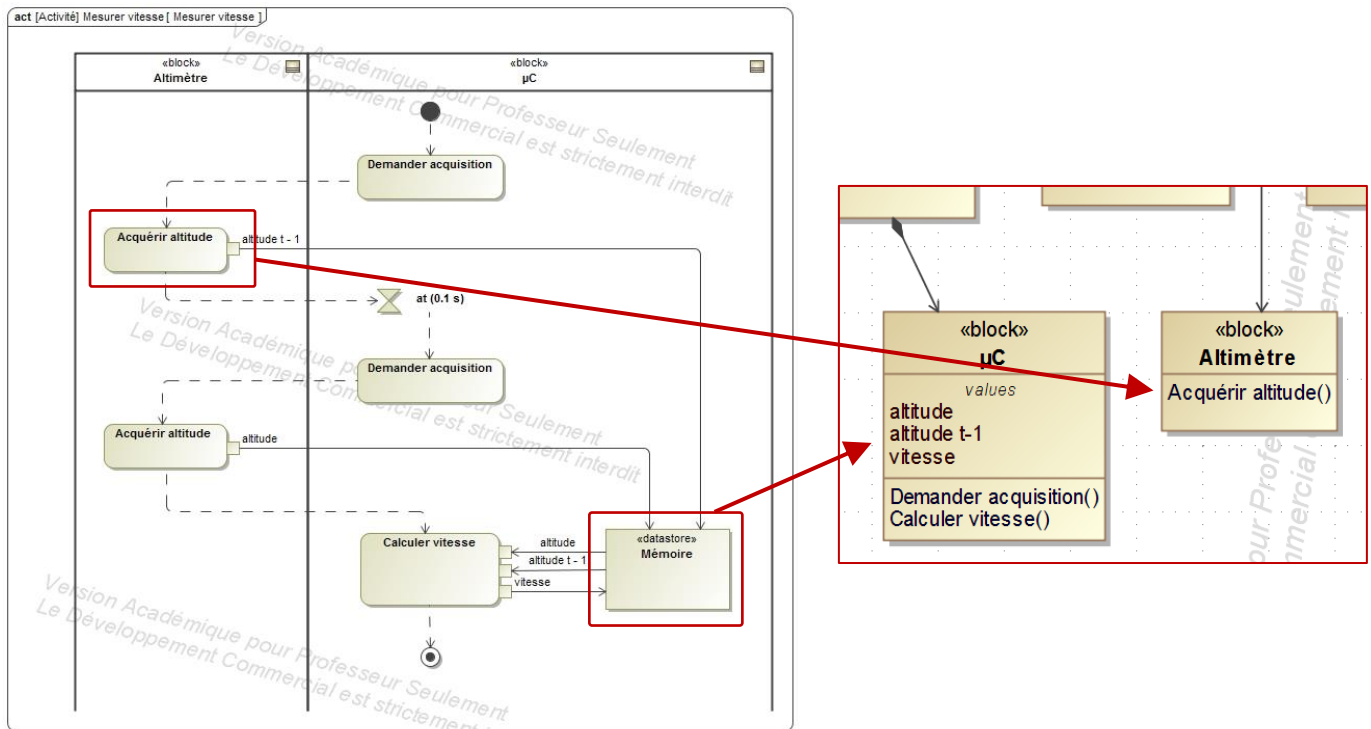 act [Activité] Mesurer vitesse [ Mesurer vitesse ]
«block»
Altimètre
«block»
µC
Version Académique pour Professeur Seulement
Le Développement Commercial est strictement interdit
Demander acquisition
Acquérir altitude
altitude t - 1
at (0.1 s)
Version Académique pour Professeur Seulement
Le Développement Commercial est strictement interdit
Demander acquisition
Acquérir altitude
altitude
Calculer vitesse
altitude
altitude t - 1
vitesse
«datastore»
Mémoire
Version Académique pour Professeur Seulement
Le Développement Commercial est strictement
«block»
µC
values
altitude
altitude t-1
vitesse
Demander acquisition()
Calculer vitesse()
«block»
Altimètre
Acquérir altitude()